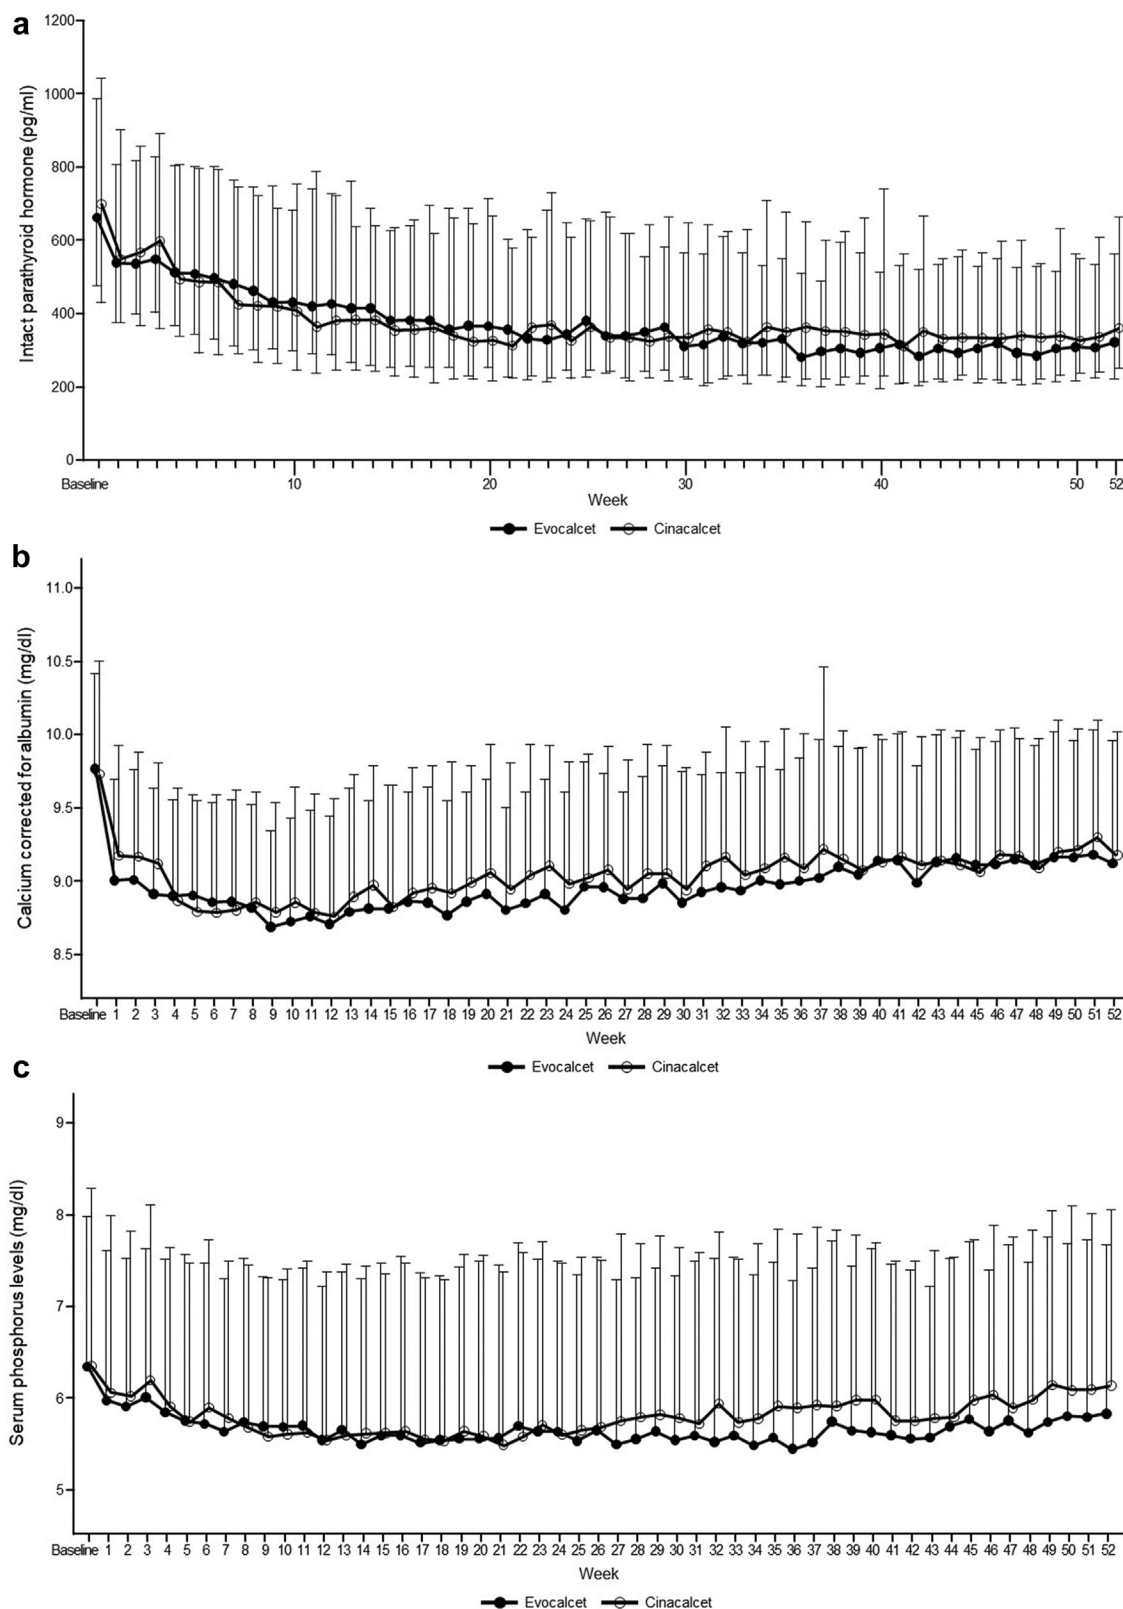 a
1200
1000
800
600
400
200
0
Intact parathyroid hormone (pg/ml)
Baseline 10 20 30 40 50 52
Week
Evocalcet Cinacalcet
b
11.0
10.5
10.0
9.5
9.0
8.5
Calcium corrected for albumin (mg/dl)
Baseline 1 2 3 4 5 6 7 8 9 10 11 12 13 14 15 16 17 18 19 20 21 22 23 24 25 26 27 28 29 30 31 32 33 34 35 36 37 38 39 40 41 42 43 44 45 46 47 48 49 50 51 52
Week
Evocalcet Cinacalcet
c
9
8
7
6
5
Serum phosphorus levels (mg/dl)
Baseline 1 2 3 4 5 6 7 8 9 10 11 12 13 14 15 16 17 18 19 20 21 22 23 24 25 26 27 28 29 30 31 32 33 34 35 36 37 38 39 40 41 42 43 44 45 46 47 48 49 50 51 52
Week
Evocalcet Cinacalcet